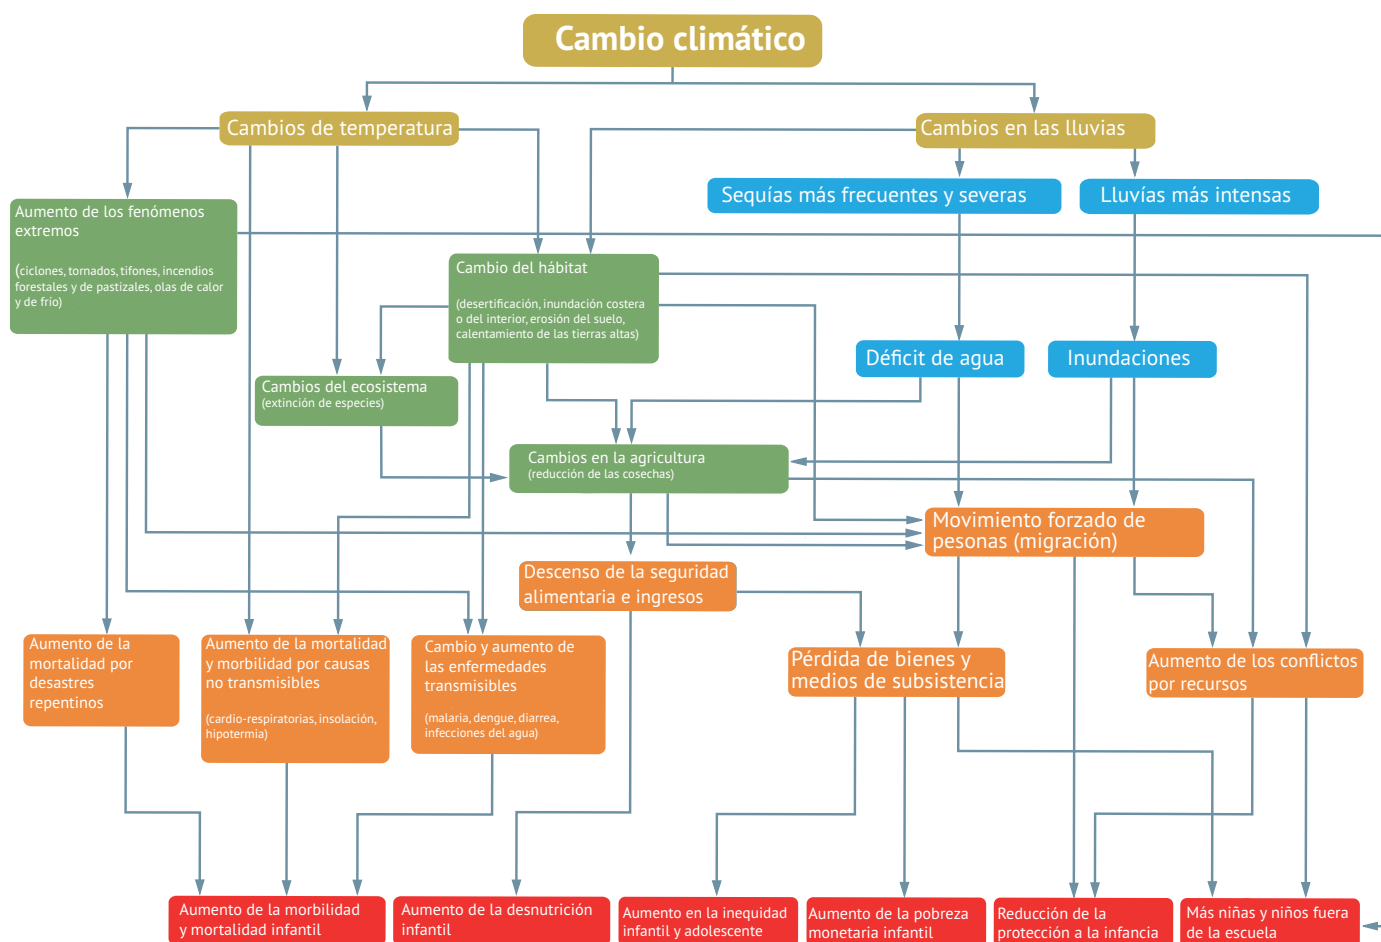 Cambio climático
Cambios de temperatura
Cambios en las lluvias
Sequías más frecuentes y severas
Lluvías más intensas
Aumento de los fenómenos
extremos
(ciclones, tornados, tifones, incendios
forestales y de pastizales, olas de calor
y de frío)
Cambio del hábitat
(desertificación, inundación costera
o del interior, erosión del suelo,
calentamiento de las tierras altas)
Déficit de agua
Inundaciones
Cambios del ecosistema
(extinción de especies)
Cambios en la agricultura
(reducción de las cosechas)
Movimiento forzado de
pesonas (migración)
Descenso de la seguridad
alimentaria e ingresos
Aumento de la
mortalidad por
desastres
repentinos
Aumento de la mortalidad
y morbilidad por causas
no transmisibles
(cardio-respiratorias, insolación,
hipotermia)
Cambio y aumento de
las enfermedades
transmisibles
(malaria, dengue, diarrea,
infecciones del agua)
Pérdida de bienes y
medios de subsistencia
Aumento de los conflictos
por recursos
Aumento de la morbilidad
y mortalidad infantil
Aumento de la desnutrición
infantil
Aumento en la inequidad
infantil y adolescente
Aumento de la pobreza
monetaria infantil
Reducción de la
protección a la infancia
Más niñas y niños fuera
de la escuela